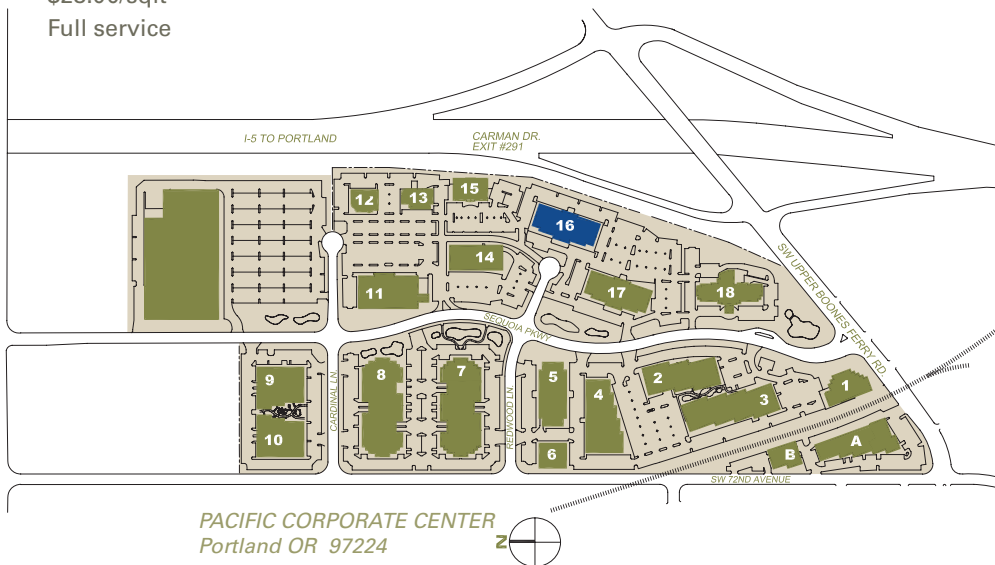 Full service
I-5 TO PORTLAND
CARMAN DR.
EXIT #291
12
13
15
16
14
11
17
18
SW UPPER BOONES FERRY RD.
SEQUOIA PKWY
9
8
7
5
2
4
3
1
10
CARDINAL LN.
REDWOOD LN.
6
B
A
SW 72ND AVENUE
PACIFIC CORPORATE CENTER
Portland OR 97224
N